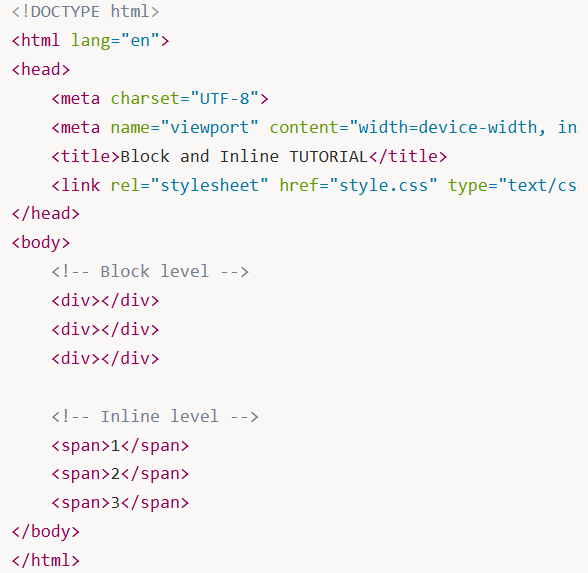 <!DOCTYPE html>
<html lang="en">
<head>
    <meta charset="UTF-8">
    <meta name="viewport" content="width=device-width, in
    <title>Block and Inline TUTORIAL</title>
    <link rel="stylesheet" href="style.css" type="text/cs
</head>
<body>
    <!-- Block level -->
    <div></div>
    <div></div>
    <div></div>

    <!-- Inline level -->
    <span>1</span>
    <span>2</span>
    <span>3</span>
</body>
</html>